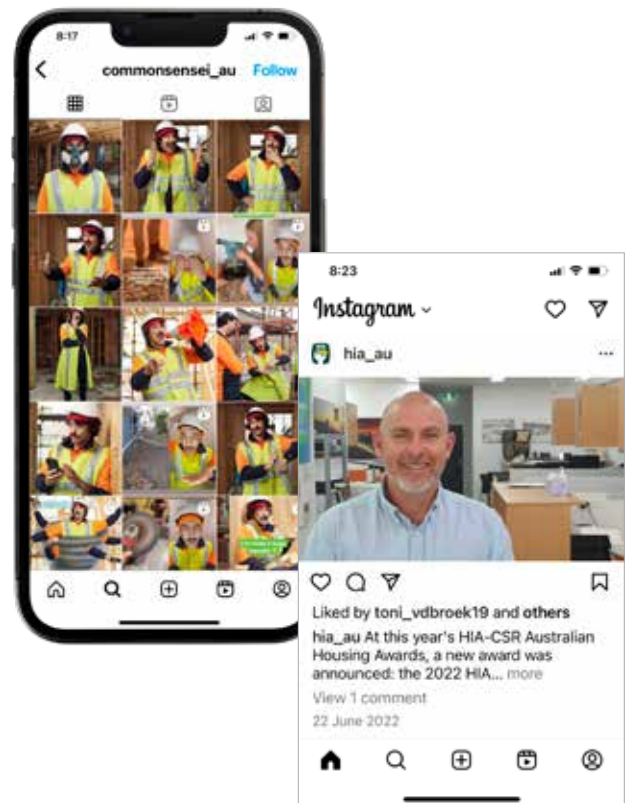 8:17
commonsensei_au Follow
8:23
Instagram
hia_au
Liked by toni_vdbroek19 and others
hia_au At this year's HIA-CSR Australian
Housing Awards, a new award was
announced: the 2022 HIA... more
View 1 comment
22 June 2022